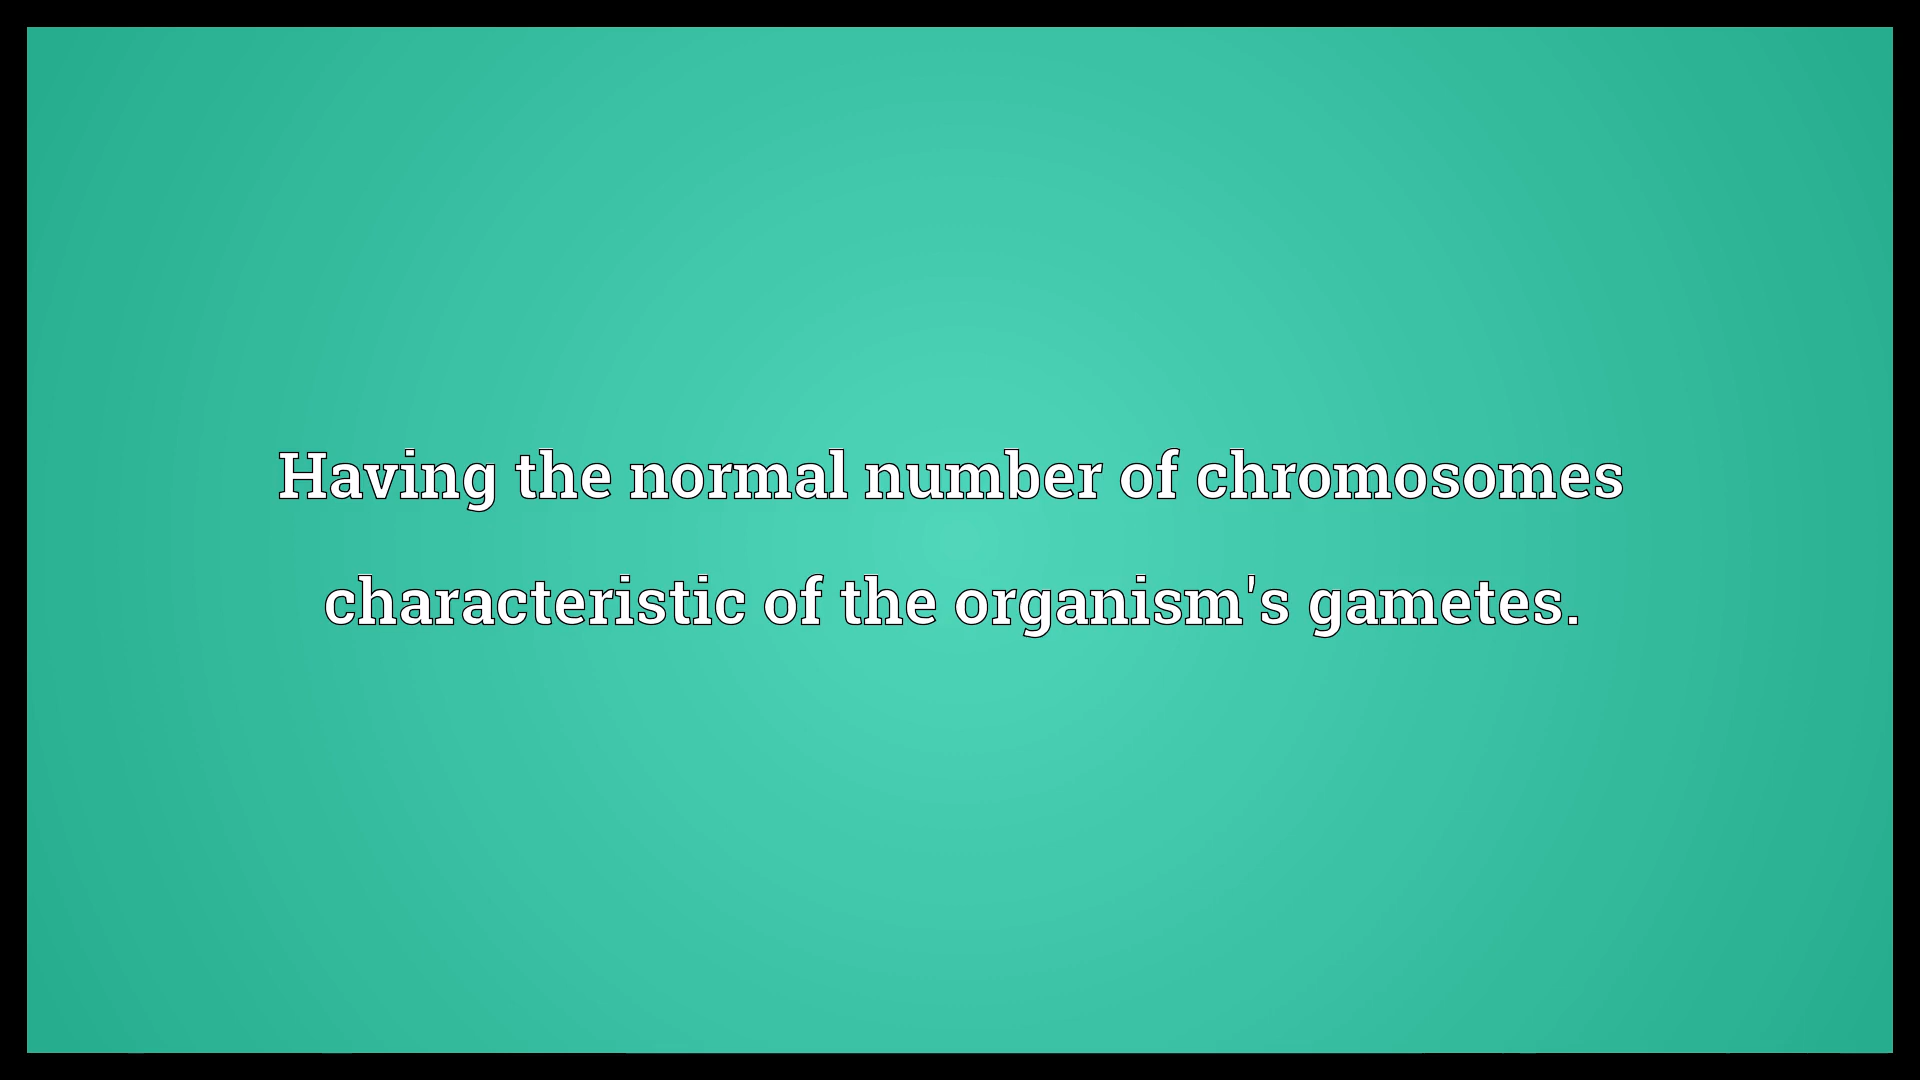 Having the normal number of chromosomes
characteristic of the organism's gametes.